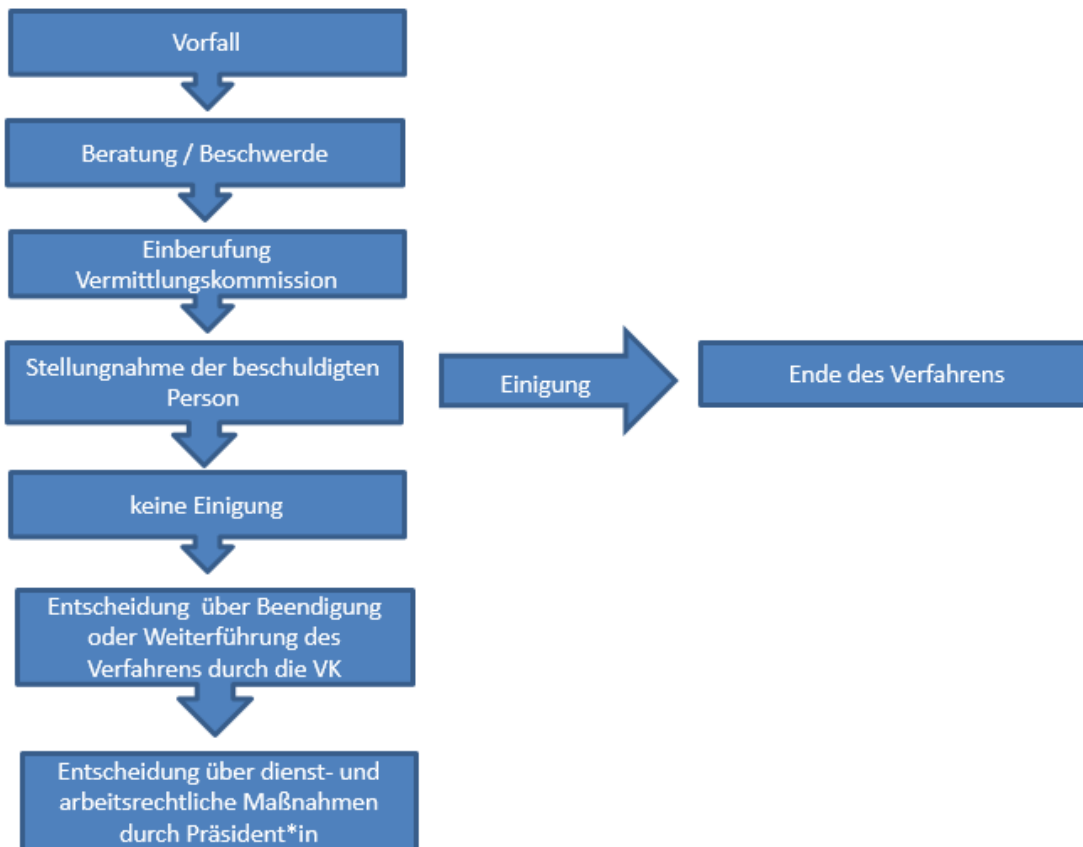 Vorfall
Beratung / Beschwerde
Einberufung
Vermittlungskommission
Stellungnahme der beschuldigten
Person
Einigung
Ende des Verfahrens
keine Einigung
Entscheidung über Beendigung
oder Weiterführung des
Verfahrens durch die VK
Entscheidung über dienst- und
arbeitsrechtliche Maßnahmen
durch Präsident*in